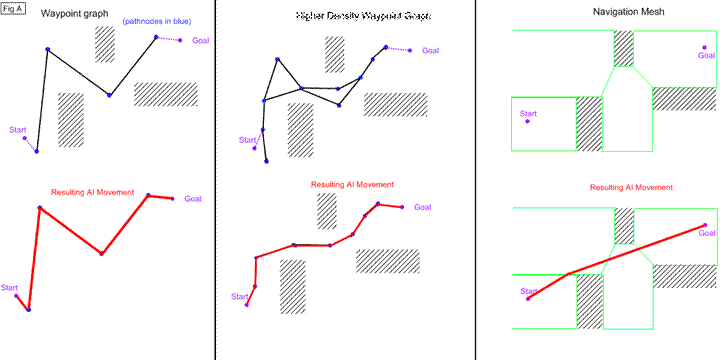 Fig A
Waypoint graph
(pathnodes in blue)
Goal
Start
Resulting AI Movement
Goal
Start
Higher Density Waypoint Graph
Goal
Start
Resulting AI Movement
Goal
Start
Navigation Mesh
Goal
Start
Resulting AI Movement
Goal
Start